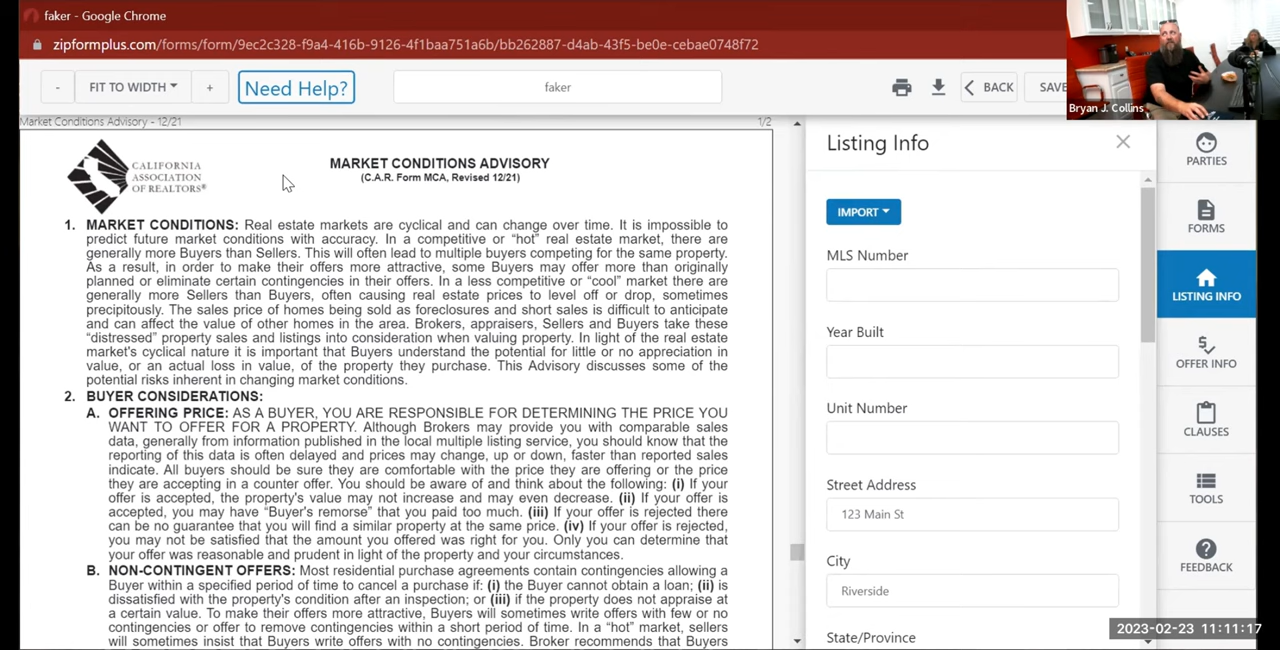 faker - Google Chrome
zipformplus.com/forms/form/9ec2c328-f9a4-416b-9126-4f1baa751a6b/bb262887-d4ab-43f5-be0e-cebae0748f72
- FIT TO WIDTH + Need Help? faker BACK SAVE
Bryan J. Collins
Market Conditions Advisory - 12/21 1/2
CALIFORNIA
ASSOCIATION
OF REALTORS®
MARKET CONDITIONS ADVISORY
(C.A.R. Form MCA, Revised 12/21)
1. MARKET CONDITIONS: Real estate markets are cyclical and can change over time. It is impossible to
predict future market conditions with accuracy. In a competitive or “hot” real estate market, there are
generally more Buyers than Sellers. This will often lead to multiple buyers competing for the same property.
As a result, in order to make their offers more attractive, some Buyers may offer more than originally
planned or eliminate certain contingencies in their offers. In a less competitive or “cool” market there are
generally more Sellers than Buyers, often causing real estate prices to level off or drop, sometimes
precipitously. The sales price of homes being sold as foreclosures and short sales is difficult to anticipate
and can affect the value of other homes in the area. Brokers, appraisers, Sellers and Buyers take these
“distressed” property sales and listings into consideration when valuing property. In light of the real estate
market's cyclical nature it is important that Buyers understand the potential for little or no appreciation in
value, or an actual loss in value, of the property they purchase. This Advisory discusses some of the
potential risks inherent in changing market conditions.
2. BUYER CONSIDERATIONS:
A. OFFERING PRICE: AS A BUYER, YOU ARE RESPONSIBLE FOR DETERMINING THE PRICE YOU
WANT TO OFFER FOR A PROPERTY. Although Brokers may provide you with comparable sales
data, generally from information published in the local multiple listing service, you should know that the
reporting of this data is often delayed and prices may change, up or down, faster than reported sales
indicate. All buyers should be sure they are comfortable with the price they are offering or the price
they are accepting in a counter offer. You should be aware of and think about the following: (i) If your
offer is accepted, the property's value may not increase and may even decrease. (ii) If your offer is
accepted, you may have “Buyer's remorse” that you paid too much. (iii) If your offer is rejected there
can be no guarantee that you will find a similar property at the same price. (iv) If your offer is rejected,
you may not be satisfied that the amount you offered was right for you. Only you can determine that
your offer was reasonable and prudent in light of the property and your circumstances.
B. NON-CONTINGENT OFFERS: Most residential purchase agreements contain contingencies allowing a
Buyer within a specified period of time to cancel a purchase if: (i) the Buyer cannot obtain a loan; (ii) is
dissatisfied with the property's condition after an inspection; or (iii) if the property does not appraise at
a certain value. To make their offers more attractive, Buyers will sometimes write offers with few or no
contingencies or offer to remove contingencies within a short period of time. In a “hot” market, sellers
will sometimes insist that Buyers write offers with no contingencies. Broker recommends that Buyers
Listing Info
IMPORT
MLS Number
Year Built
Unit Number
Street Address
123 Main St
City
Riverside
State/Province
PARTIES
FORMS
LISTING INFO
OFFER INFO
CLAUSES
TOOLS
FEEDBACK
2023-02-23 11:11:17